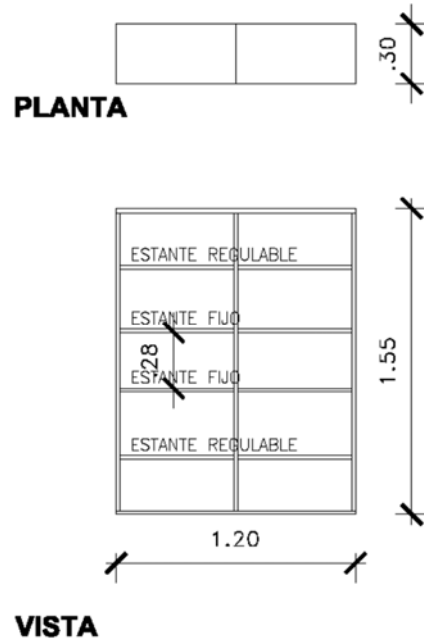 .30
PLANTA
ESTANTE REGULABLE
ESTANTE FIJO
.28
ESTANTE FIJO
1.55
ESTANTE REGULABLE
1.20
VISTA